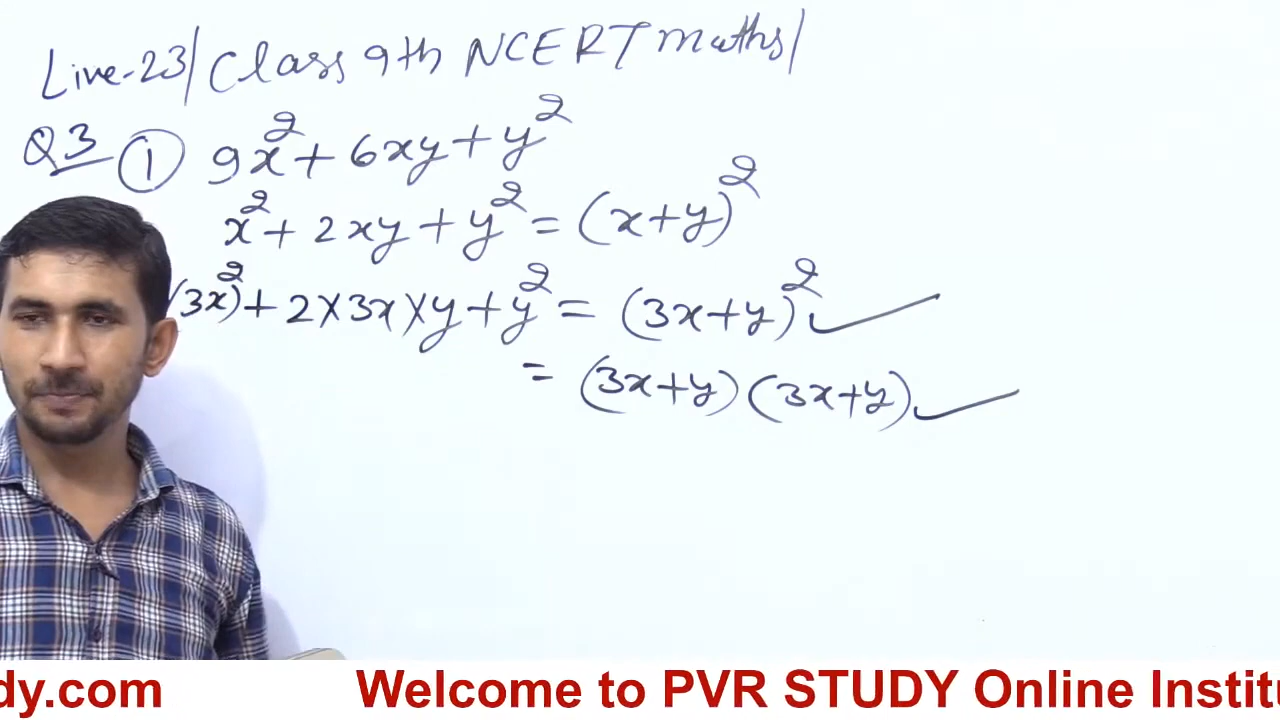 Live-23/Class 9th NCERT maths/
Q3 ① 9x²+6xy+y²
x²+2xy+y²=(x+y)²
(3x)²+2×3x×y+y²=(3x+y)²✓
=(3x+y)(3x+y)✓
dy.com Welcome to PVR STUDY Online Institu